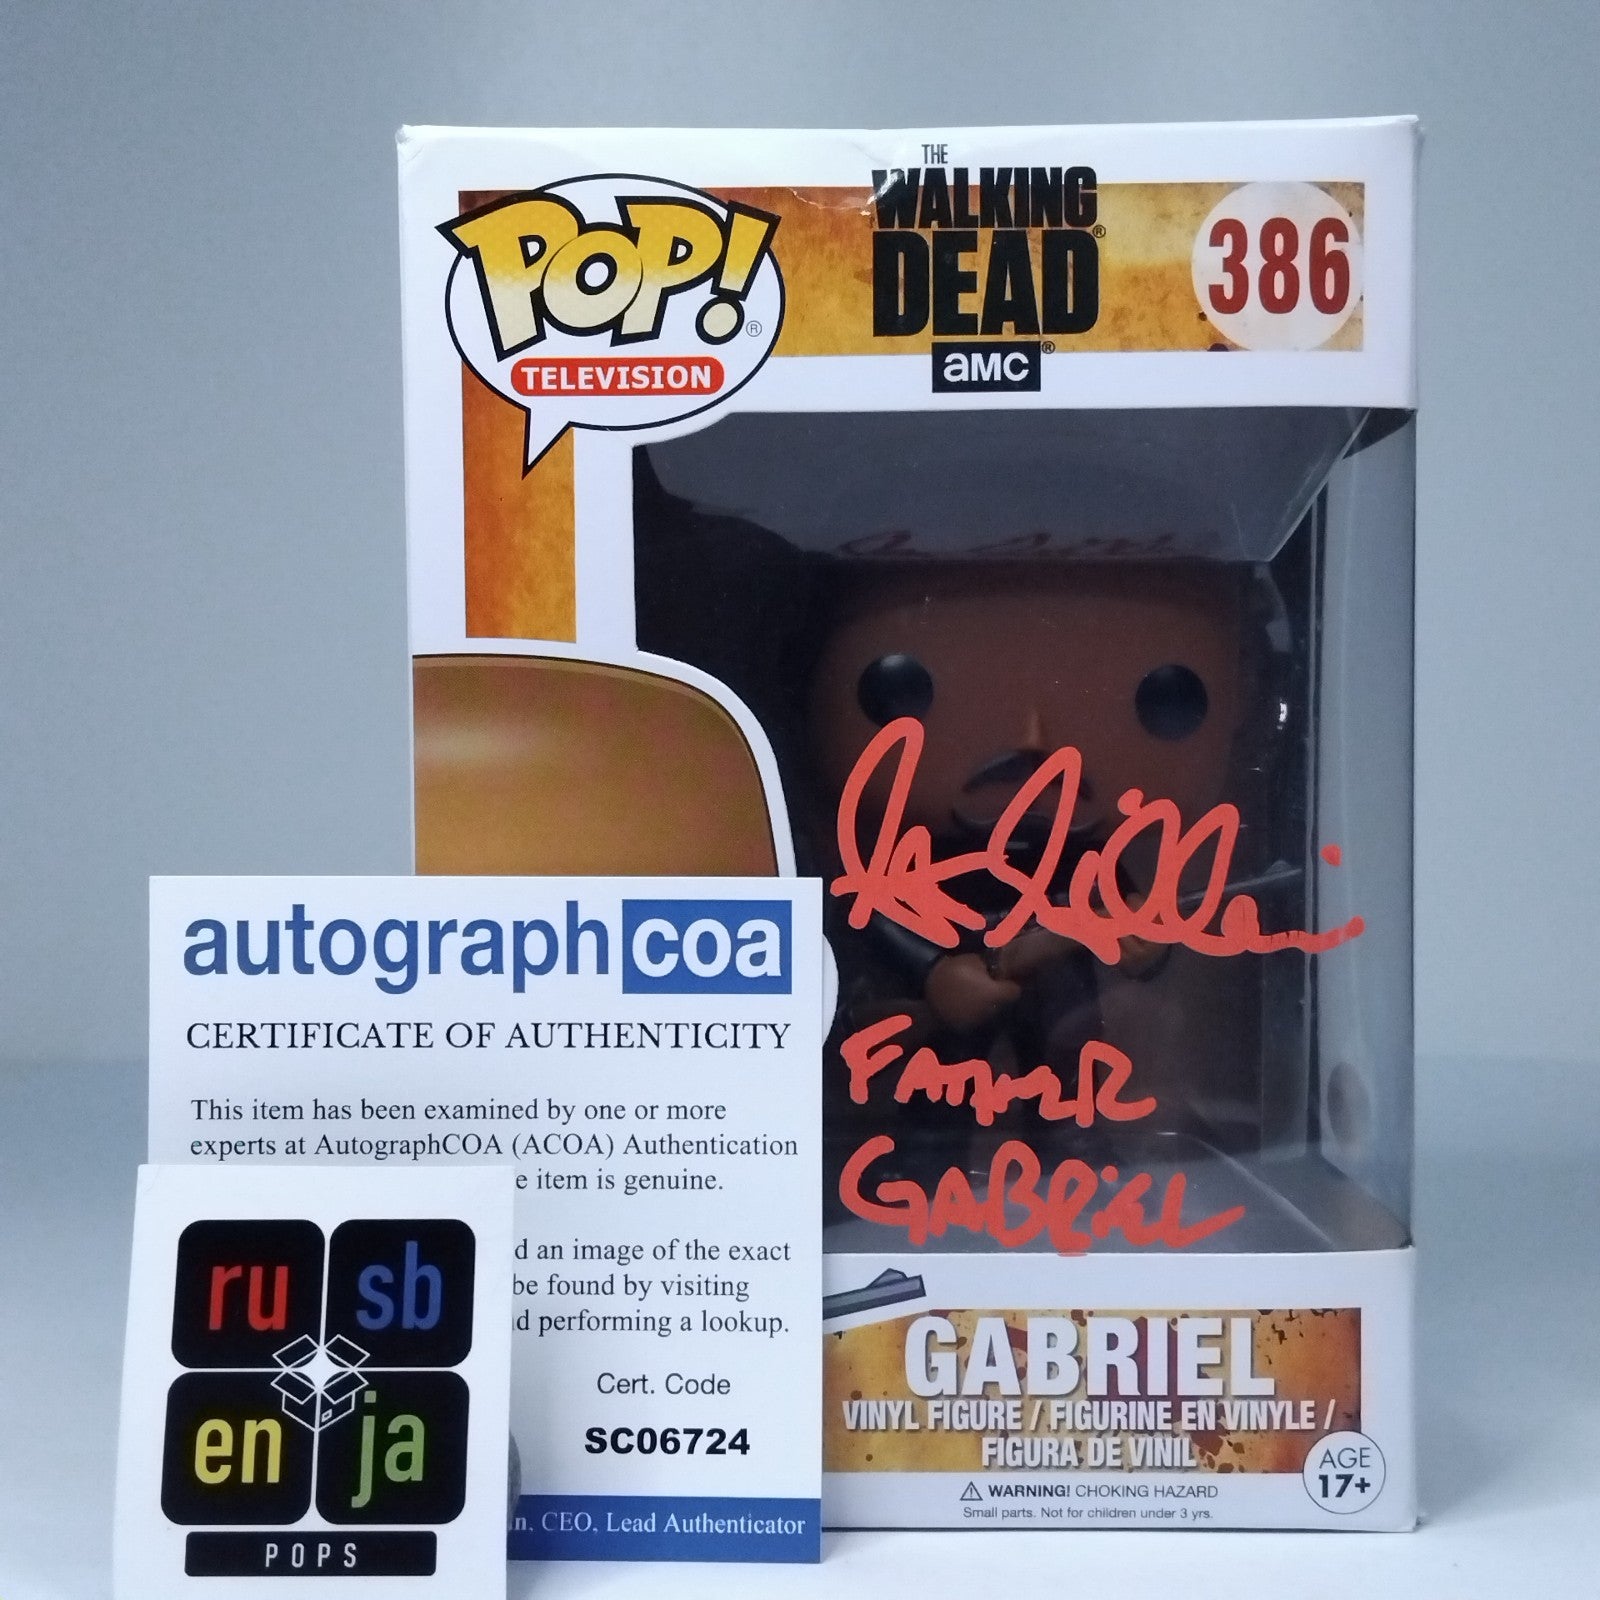 THE
WALKING
DEAD®
amc®
POP!®
TELEVISION
386
FATHER
GABRIEL
autograph coa
CERTIFICATE OF AUTHENTICITY
This item has been examined by one or more
experts at AutographCOA (ACOA) Authentication
e item is genuine.
d an image of the exact
be found by visiting
d performing a lookup.
Cert. Code
SC06724
n, CEO, Lead Authenticator
ru sb
en ja
POPS
GABRIEL
VINYL FIGURE / FIGURINE EN VINYLE /
FIGURA DE VINIL
AGE
17+
WARNING! CHOKING HAZARD
Small parts. Not for children under 3 yrs.